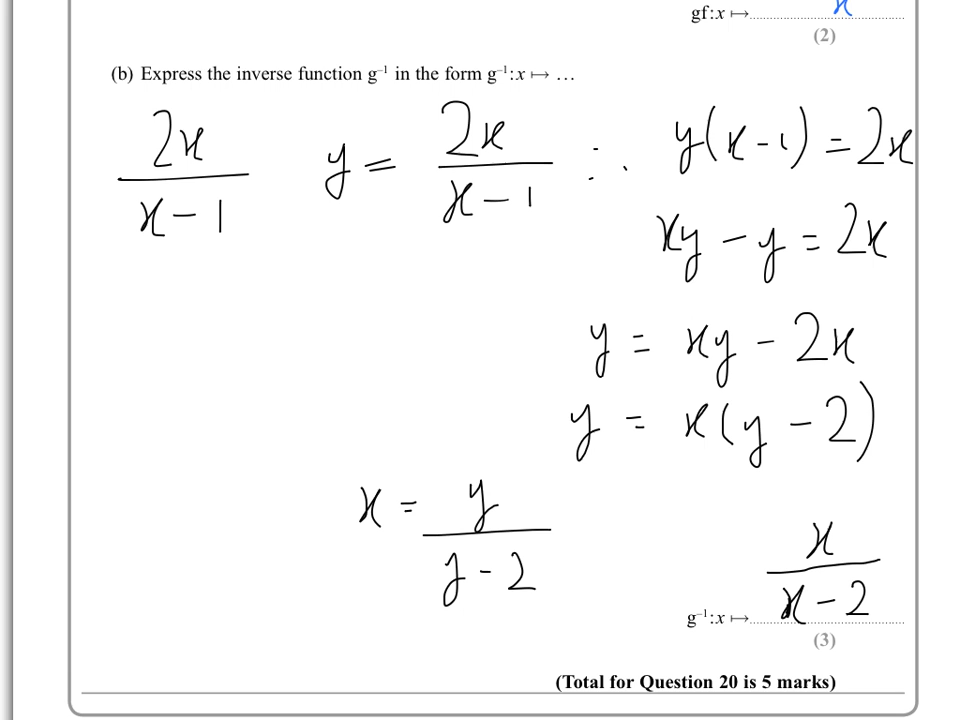 gf:x ↦ x
(2)
(b) Express the inverse function g⁻¹ in the form g⁻¹:x ↦ …
2x/(x-1)   y = 2x/(x-1)   ∴   y(x-1) = 2x
xy - y = 2x
y = xy - 2x
y = x(y-2)
x = y/(y-2)
g⁻¹:x ↦ x/(x-2)
(3)
(Total for Question 20 is 5 marks)